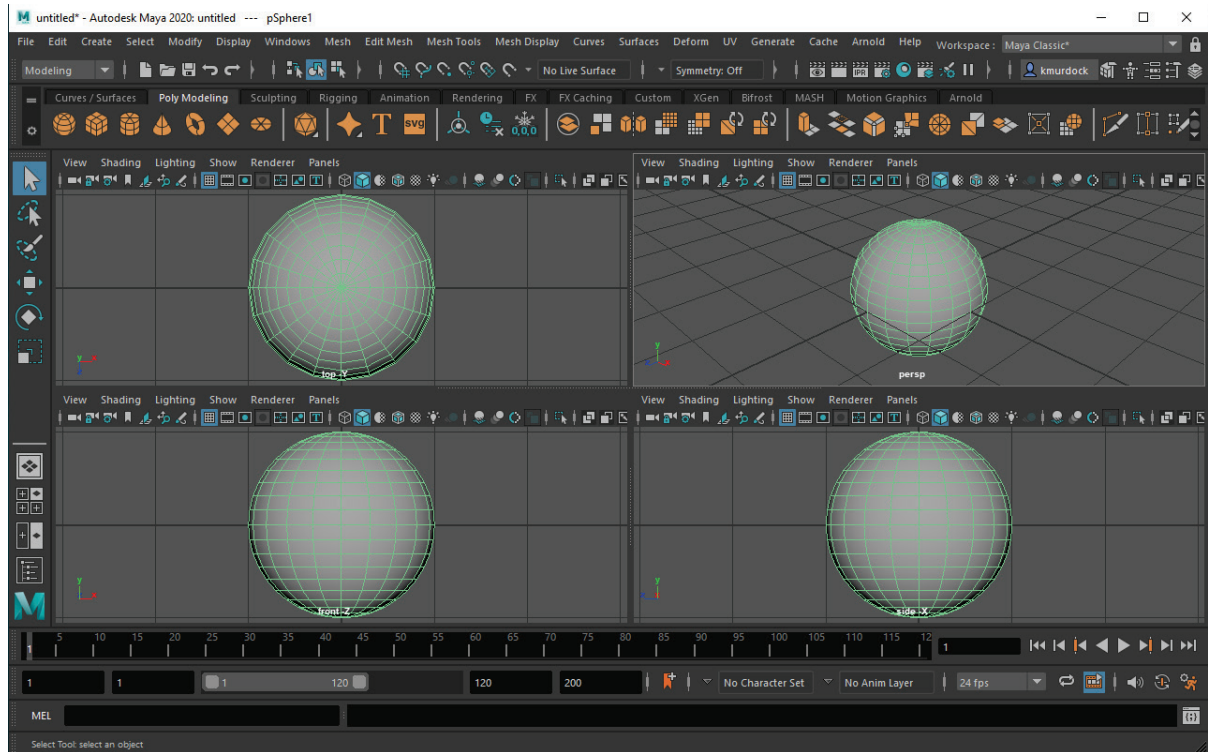 M untitled* - Autodesk Maya 2020: untitled --- pSphere1
File Edit Create Select Modify Display Windows Mesh Edit Mesh Mesh Tools Mesh Display Curves Surfaces Deform UV Generate Cache Arnold Help Workspace: Maya Classic*
Modeling No Live Surface Symmetry: Off IPR kmurdock
Curves / Surfaces Poly Modeling Sculpting Rigging Animation Rendering FX FX Caching Custom XGen Bifrost MASH Motion Graphics Arnold
T SVG 0,0,0
View Shading Lighting Show Renderer Panels
View Shading Lighting Show Renderer Panels
y x
top -Y
y
persp
View Shading Lighting Show Renderer Panels
View Shading Lighting Show Renderer Panels
y
front -Z
y
side -X
M
5 10 15 20 25 30 35 40 45 50 55 60 65 70 75 80 85 90 95 100 105 110 115 12
1 1
1 1 1 120 120 200 No Character Set No Anim Layer 24 fps
MEL
Select Tool: select an object